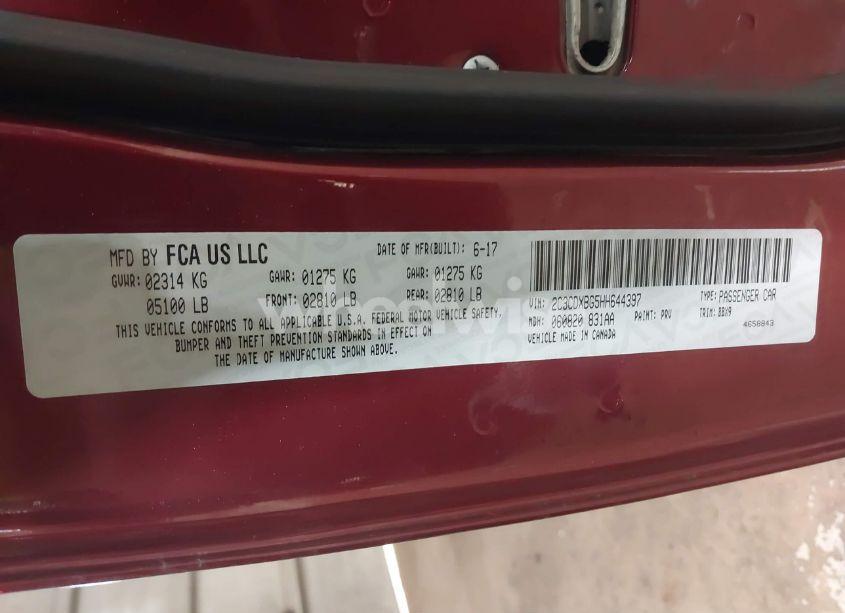 MFD BY FCA US LLC
DATE OF MFR(BUILT): 6-17
GVWR: 02314 KG
GAWR: 01275 KG
GAWR: 01275 KG
05100 LB
FRONT: 02810 LB
REAR: 02810 LB
THIS VEHICLE CONFORMS TO ALL APPLICABLE U.S.A. FEDERAL MOTOR VEHICLE SAFETY,
BUMPER AND THEFT PREVENTION STANDARDS IN EFFECT ON
THE DATE OF MANUFACTURE SHOWN ABOVE.
VIN: 2C3CDXBG5HH644397
TYPE: PASSENGER CAR
MDH: 060820 831AA
PAINT: PRV
TRIM: BBX9
VEHICLE MADE IN CANADA
4658843